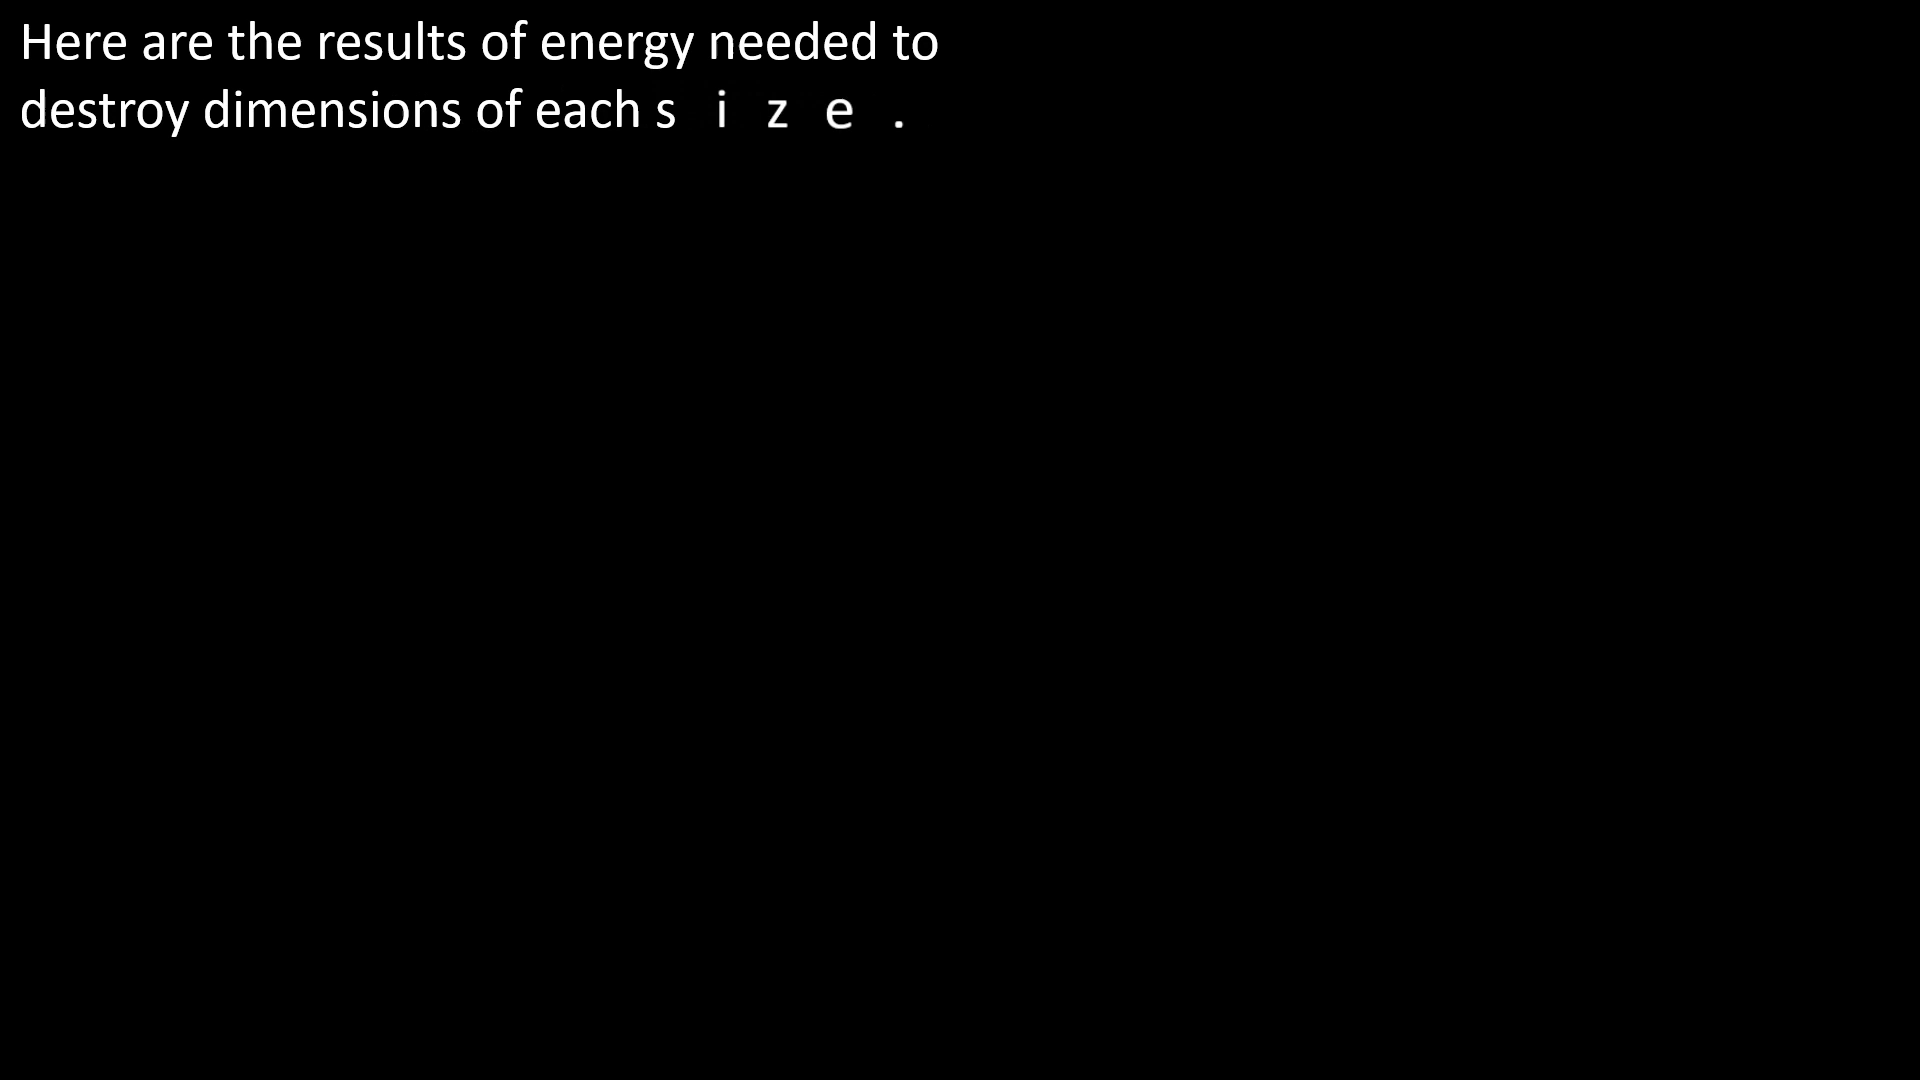 Here are the results of energy needed to
destroy dimensions of each s i z e .